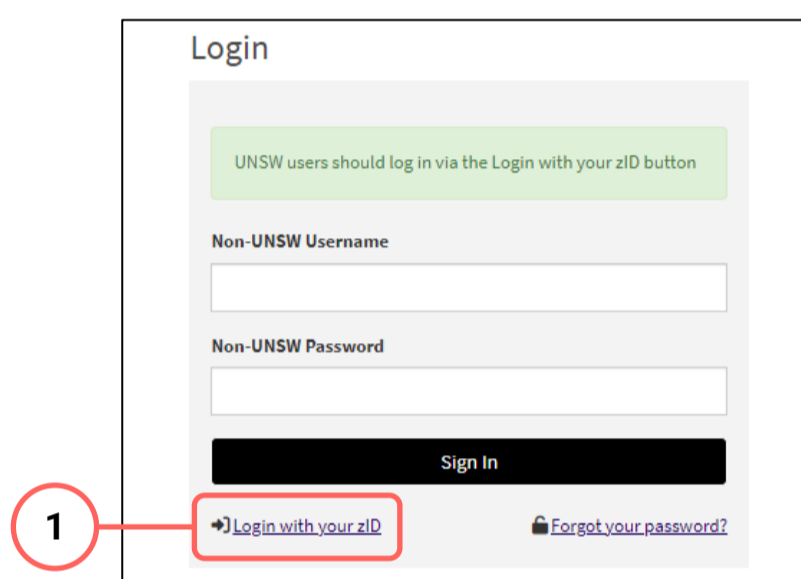 Login
UNSW users should log in via the Login with your zID button
Non-UNSW Username
Non-UNSW Password
Sign In
1
Login with your zID
Forgot your password?